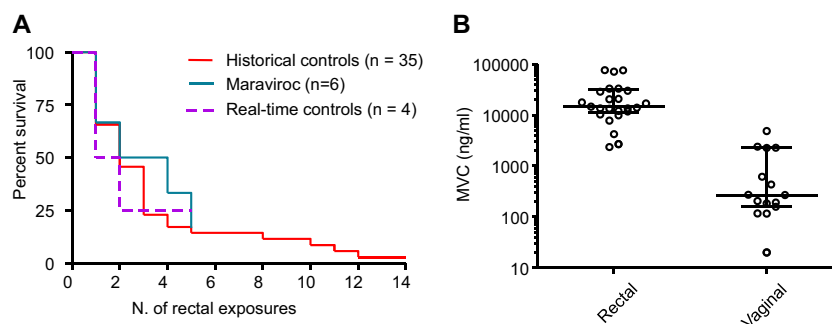 A
Historical controls (n = 35)
Maraviroc (n=6)
Real-time controls (n = 4)
Percent survival
100
75
50
25
0
0 2 4 6 8 10 12 14
N. of rectal exposures
B
MVC (ng/ml)
100000
10000
1000
100
10
Rectal
Vaginal